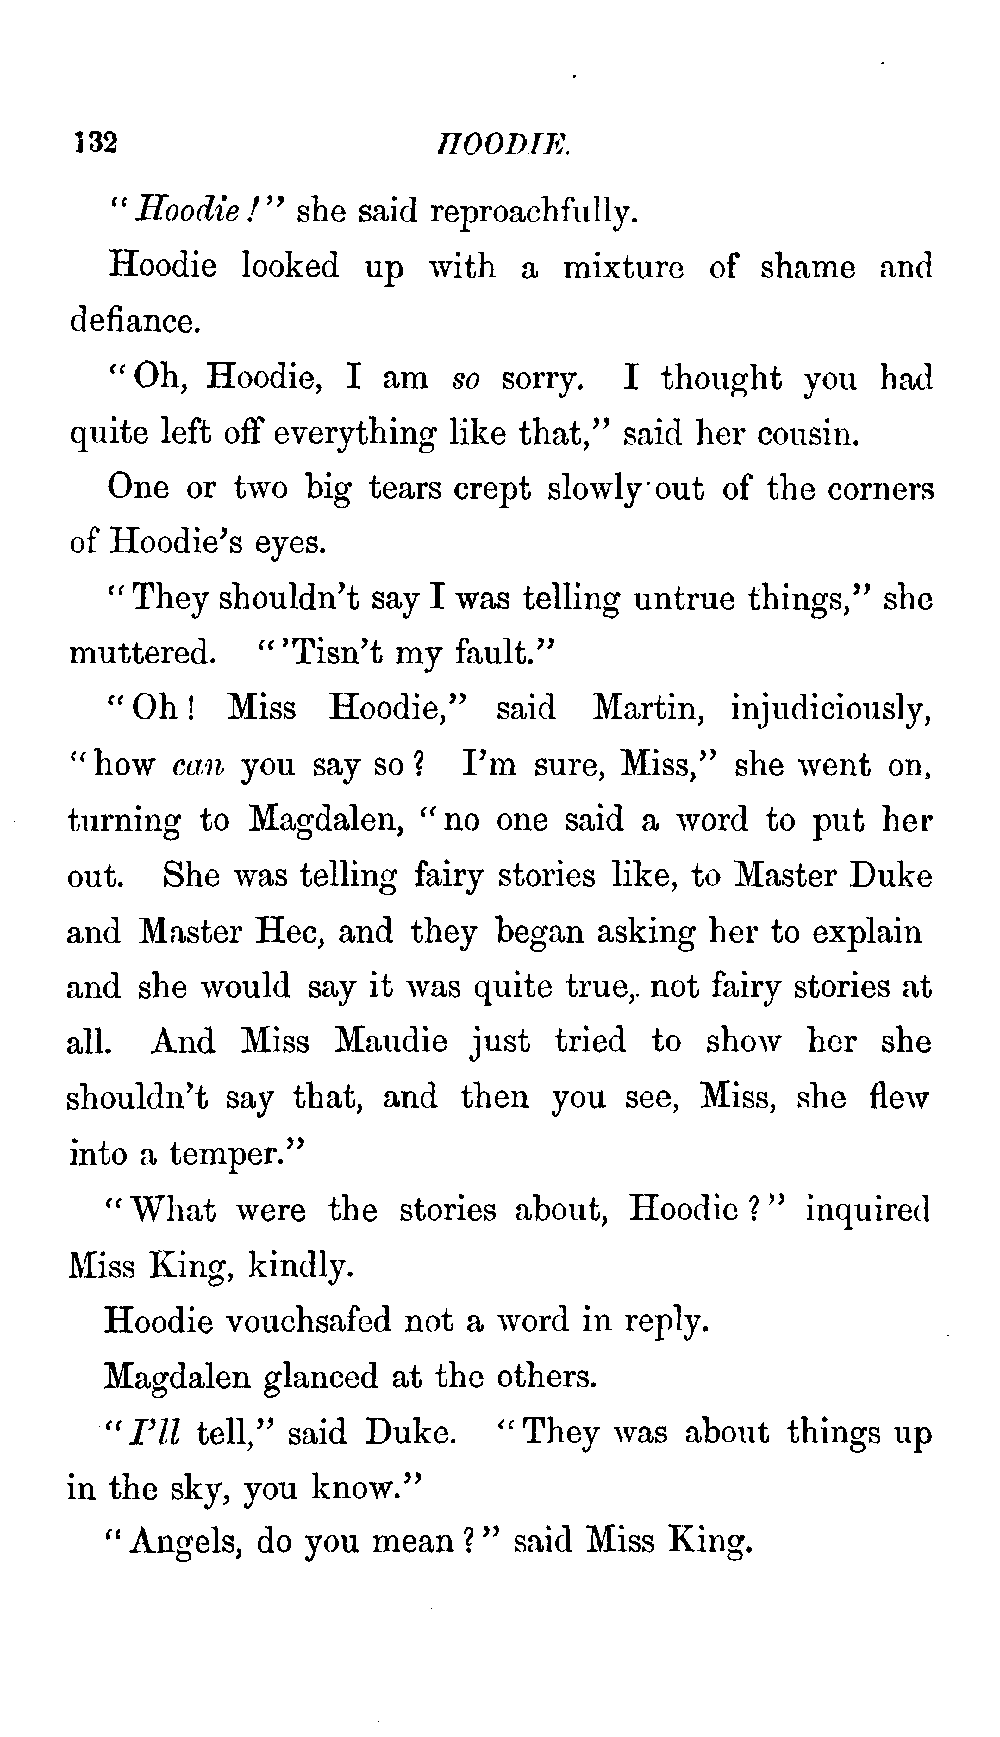 132 HOODIE.
"Hoodie!" she said reproachfully.
Hoodie looked up with a mixture of shame and
defiance.
"Oh, Hoodie, I am so sorry. I thought you had
quite left off everything like that," said her cousin.
One or two big tears crept slowly out of the corners
of Hoodie's eyes.
"They shouldn't say I was telling untrue things," she
muttered. "'Tisn't my fault."
"Oh! Miss Hoodie," said Martin, injudiciously,
"how can you say so? I'm sure, Miss," she went on,
turning to Magdalen, "no one said a word to put her
out. She was telling fairy stories like, to Master Duke
and Master Hec, and they began asking her to explain
and she would say it was quite true, not fairy stories at
all. And Miss Maudie just tried to show her she
shouldn't say that, and then you see, Miss, she flew
into a temper."
"What were the stories about, Hoodie?" inquired
Miss King, kindly.
Hoodie vouchsafed not a word in reply.
Magdalen glanced at the others.
"I'll tell," said Duke. "They was about things up
in the sky, you know."
"Angels, do you mean?" said Miss King.